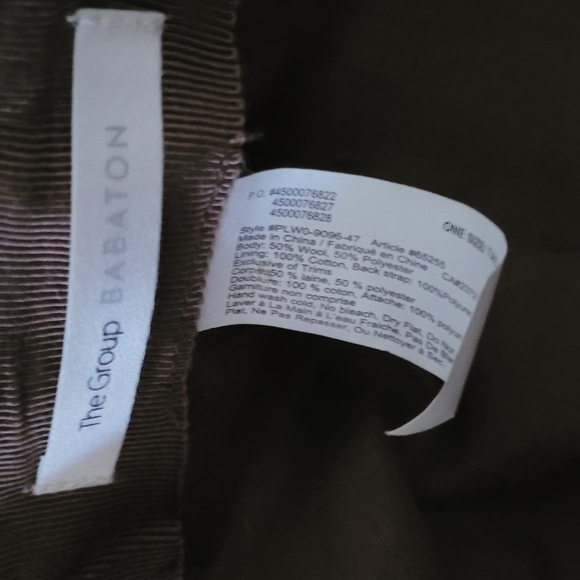 The Group BABATON
P.O. #4500076822
4500076827
4500076828
ONE SIZE
Style #IPLW0-9096-47 Article #65255
Made in China / Fabriqué en Chine
Body: 50% Wool, 50% Polyester
Lining: 100% Cotton, Back strap: 100%
Exclusive of Trims
Corps:50 % laine, 50 % polyester
Doublure: 100 % coton, Attache: 100%
Garniture non comprise
Hand wash cold, No bleach, Dry Flat, Do Not
Laver à La Main à L'eau Fraîche, Pas De
Plat, Ne Pas Repasser, Ou Nettoyer à Sec